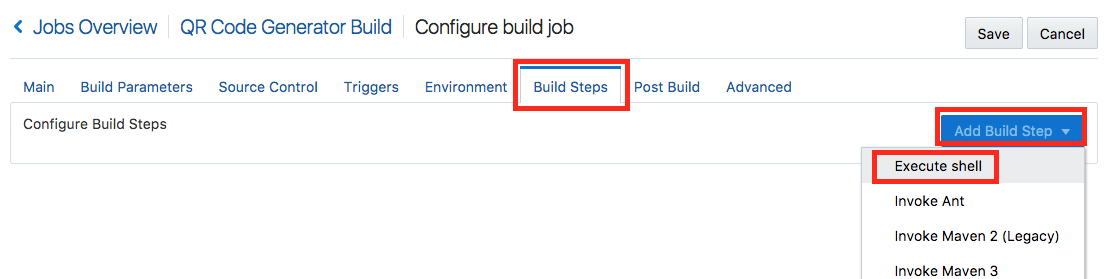 Jobs Overview QR Code Generator Build Configure build job Save Cancel
Main Build Parameters Source Control Triggers Environment Build Steps Post Build Advanced
Configure Build Steps
Add Build Step
Execute shell
Invoke Ant
Invoke Maven 2 (Legacy)
Invoke Maven 3